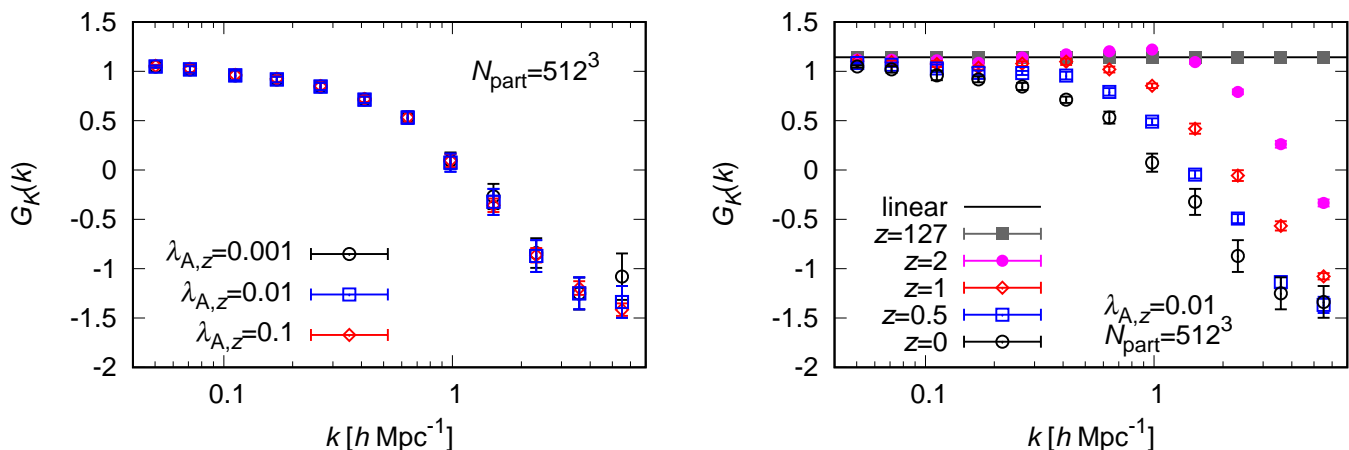 1.5
1
0.5
0
-0.5
-1
-1.5
-2
G_K(k)
N_part=512^3
λ_A,z=0.001
λ_A,z=0.01
λ_A,z=0.1
0.1
1
k [h Mpc^-1]
1.5
1
0.5
0
-0.5
-1
-1.5
-2
G_K(k)
linear
z=127
z=2
z=1
z=0.5
z=0
λ_A,z=0.01
N_part=512^3
0.1
1
k [h Mpc^-1]